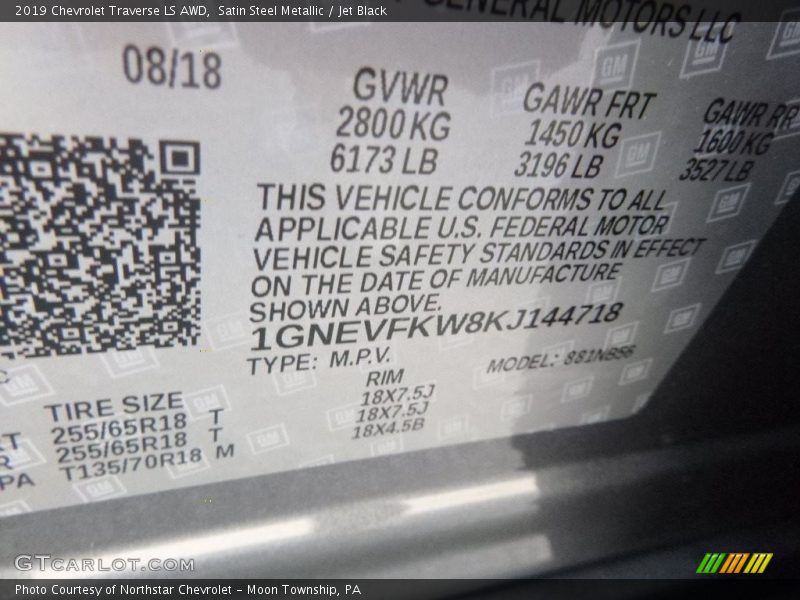 2019 Chevrolet Traverse LS AWD, Satin Steel Metallic / Jet Black
GENERAL MOTORS LLC
08/18
GVWR GAWR FRT GAWR RR
2800 KG 1450 KG 1600 KG
6173 LB 3196 LB 3527 LB
THIS VEHICLE CONFORMS TO ALL
APPLICABLE U.S. FEDERAL MOTOR
VEHICLE SAFETY STANDARDS IN EFFECT
ON THE DATE OF MANUFACTURE
SHOWN ABOVE.
1GNEVFKW8KJ144718
TYPE: M.P.V. MODEL: 881NB56
TIRE SIZE RIM
255/65R18 T 18X7.5J
255/65R18 T 18X7.5J
PA T135/70R18 M 18X4.5B
GTCARLOT.COM
Photo Courtesy of Northstar Chevrolet - Moon Township, PA